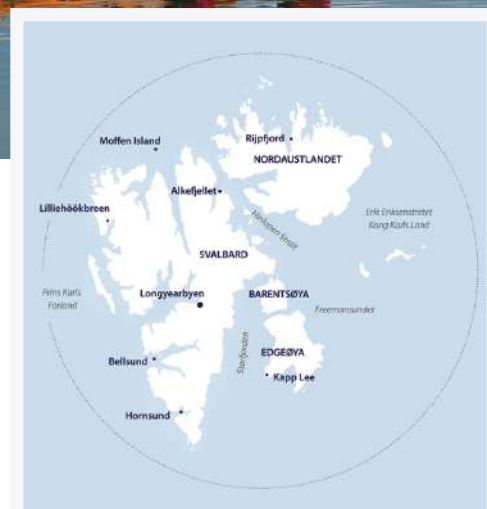 Moffen Island
Rijpfjord
NORDAUSTLANDET
Alkefjellet
Lilliehöökbreen
Hinlopen Strait
Erik Eriksenstretet
Kong Karls Land
SVALBARD
Prins Karls
Forland
Longyearbyen
BARENTSØYA
Freemansundet
Storfjorden
EDGEØYA
Bellsund
Kapp Lee
Hornsund